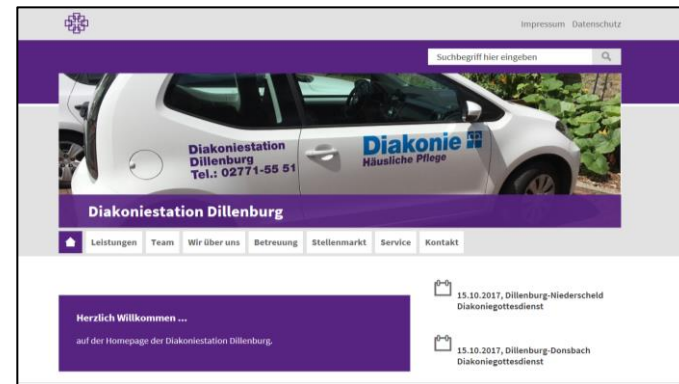 Impressum Datenschutz
Suchbegriff hier eingeben
Diakoniestation
Dillenburg
Tel.: 02771-55 51
Diakonie
Häusliche Pflege
Diakoniestation Dillenburg
Leistungen Team Wir über uns Betreuung Stellenmarkt Service Kontakt
Herzlich Willkommen ...
auf der Homepage der Diakoniestation Dillenburg.
15.10.2017, Dillenburg-Niederscheld
Diakoniegottesdienst
15.10.2017, Dillenburg-Donsbach
Diakoniegottesdienst